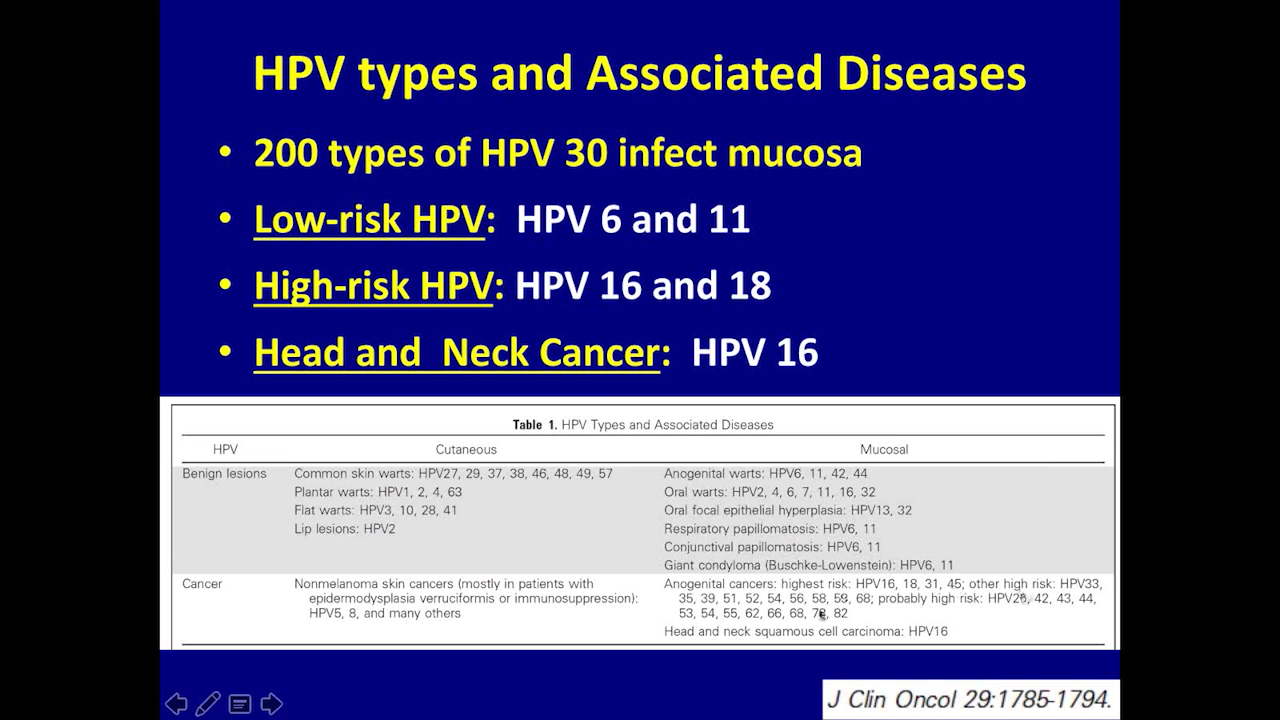 HPV types and Associated Diseases
• 200 types of HPV 30 infect mucosa
• Low-risk HPV: HPV 6 and 11
• High-risk HPV: HPV 16 and 18
• Head and Neck Cancer: HPV 16
Table 1. HPV Types and Associated Diseases
HPV Cutaneous Mucosal
Benign lesions Common skin warts: HPV27, 29, 37, 38, 46, 48, 49, 57 Anogenital warts: HPV6, 11, 42, 44
Plantar warts: HPV1, 2, 4, 63 Oral warts: HPV2, 4, 6, 7, 11, 16, 32
Flat warts: HPV3, 10, 28, 41 Oral focal epithelial hyperplasia: HPV13, 32
Lip lesions: HPV2 Respiratory papillomatosis: HPV6, 11
Conjunctival papillomatosis: HPV6, 11
Giant condyloma (Buschke-Lowenstein): HPV6, 11
Cancer Nonmelanoma skin cancers (mostly in patients with Anogenital cancers: highest risk: HPV16, 18, 31, 45; other high risk: HPV33,
epidermodysplasia verruciformis or immunosuppression): 35, 39, 51, 52, 54, 56, 58, 59, 68; probably high risk: HPV26, 42, 43, 44,
HPV5, 8, and many others 53, 54, 55, 62, 66, 68, 82
Head and neck squamous cell carcinoma: HPV16
J Clin Oncol 29:1785-1794.